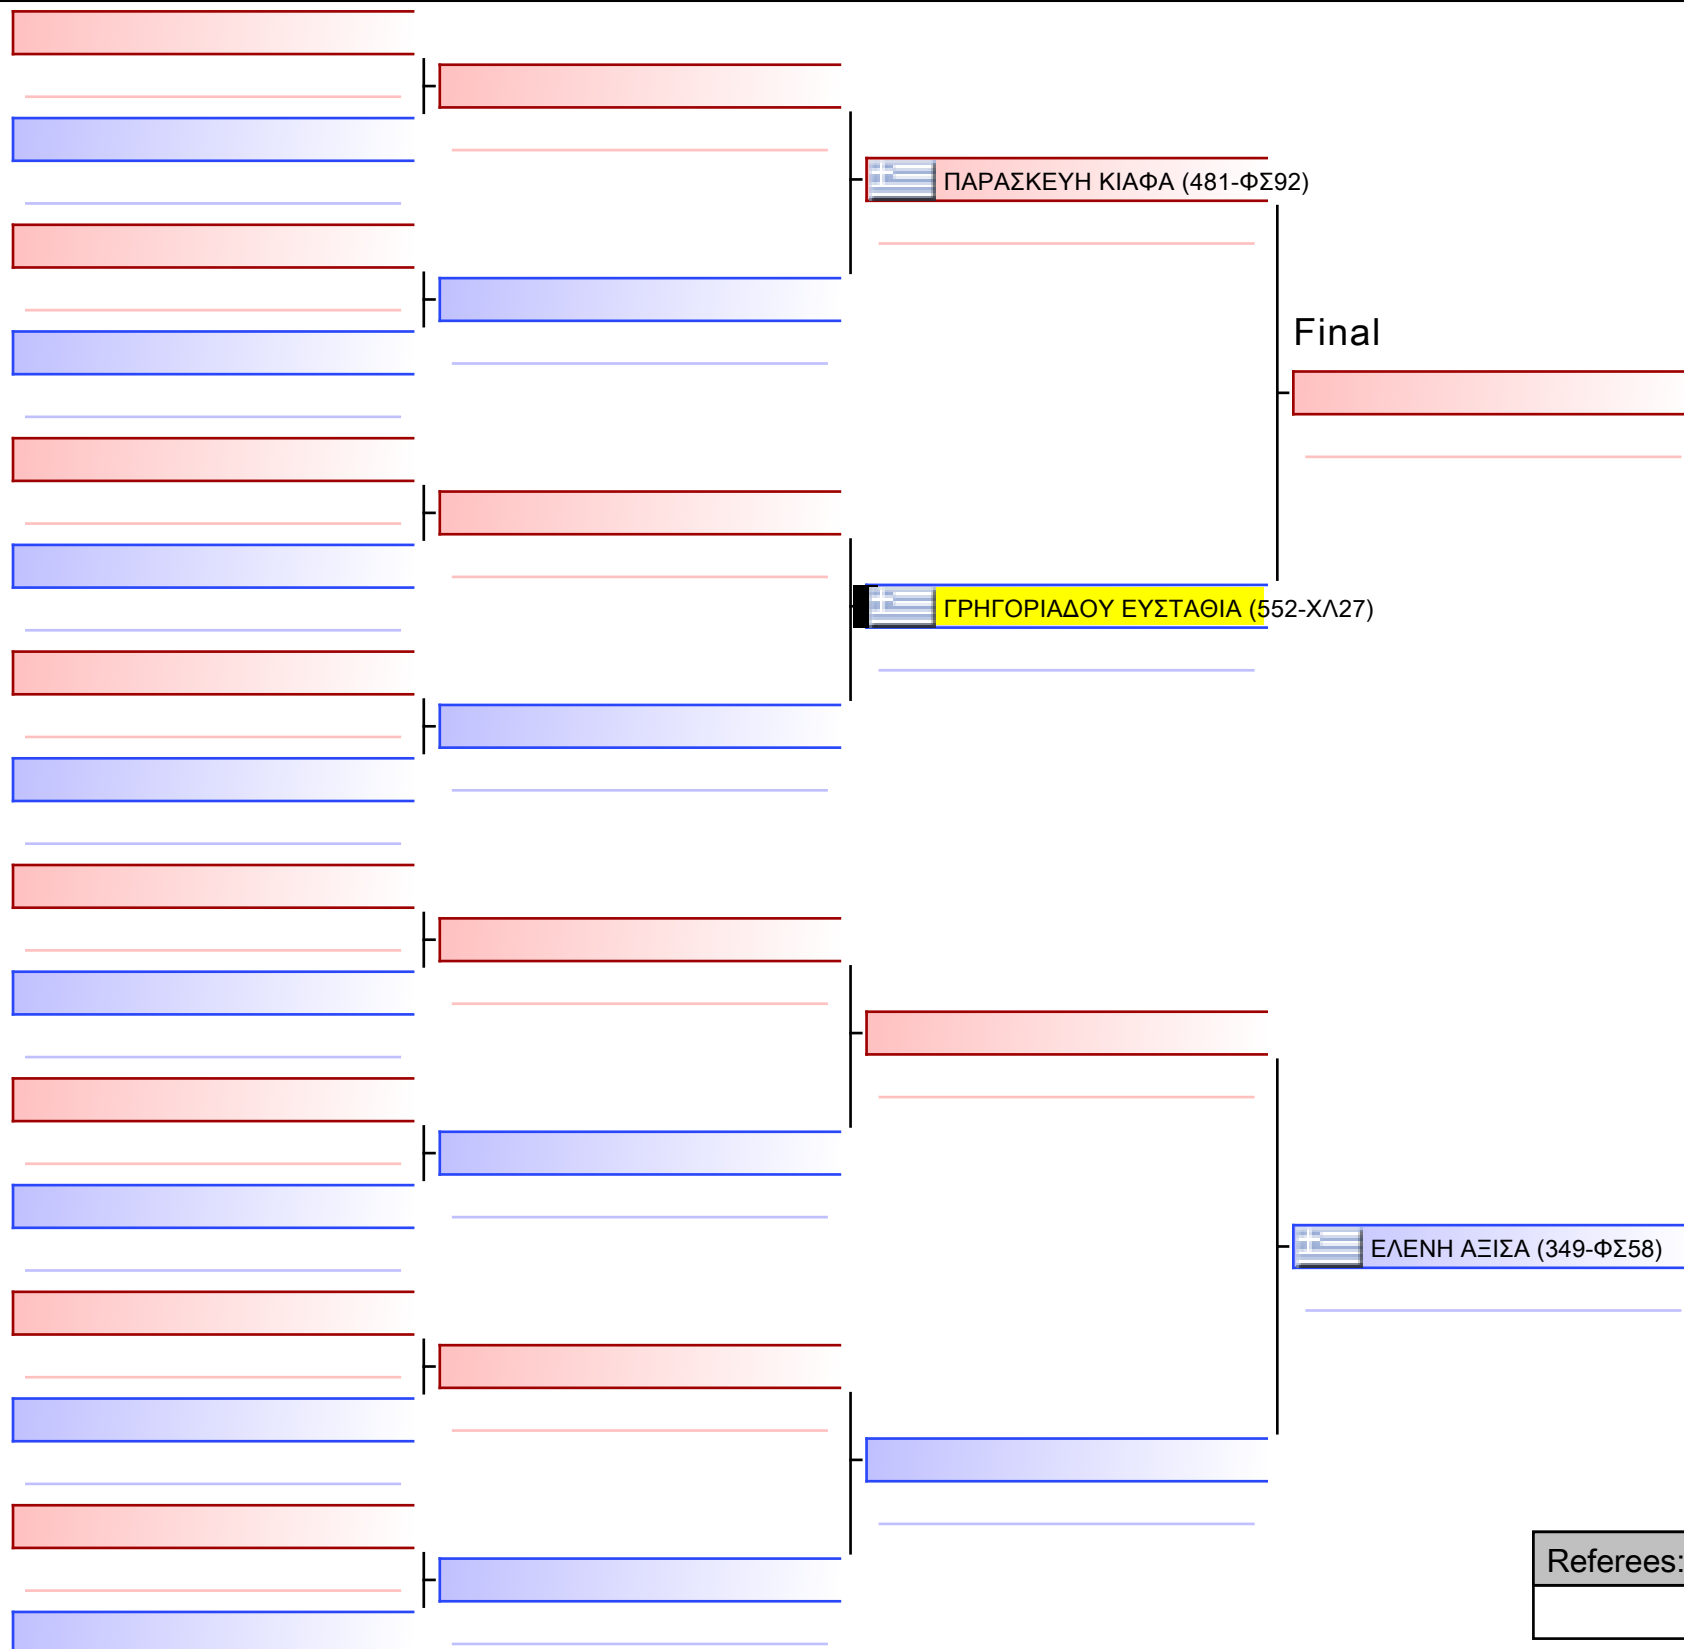 ΠΑΡΑΣΚΕΥΗ ΚΙΑΦΑ (481-ΦΣ92)
Final
ΓΡΗΓΟΡΙΑΔΟΥ ΕΥΣΤΑΘΙΑ (552-ΧΛ27)
ΕΛΕΝΗ ΑΞΙΣΑ (349-ΦΣ58)
Referees: